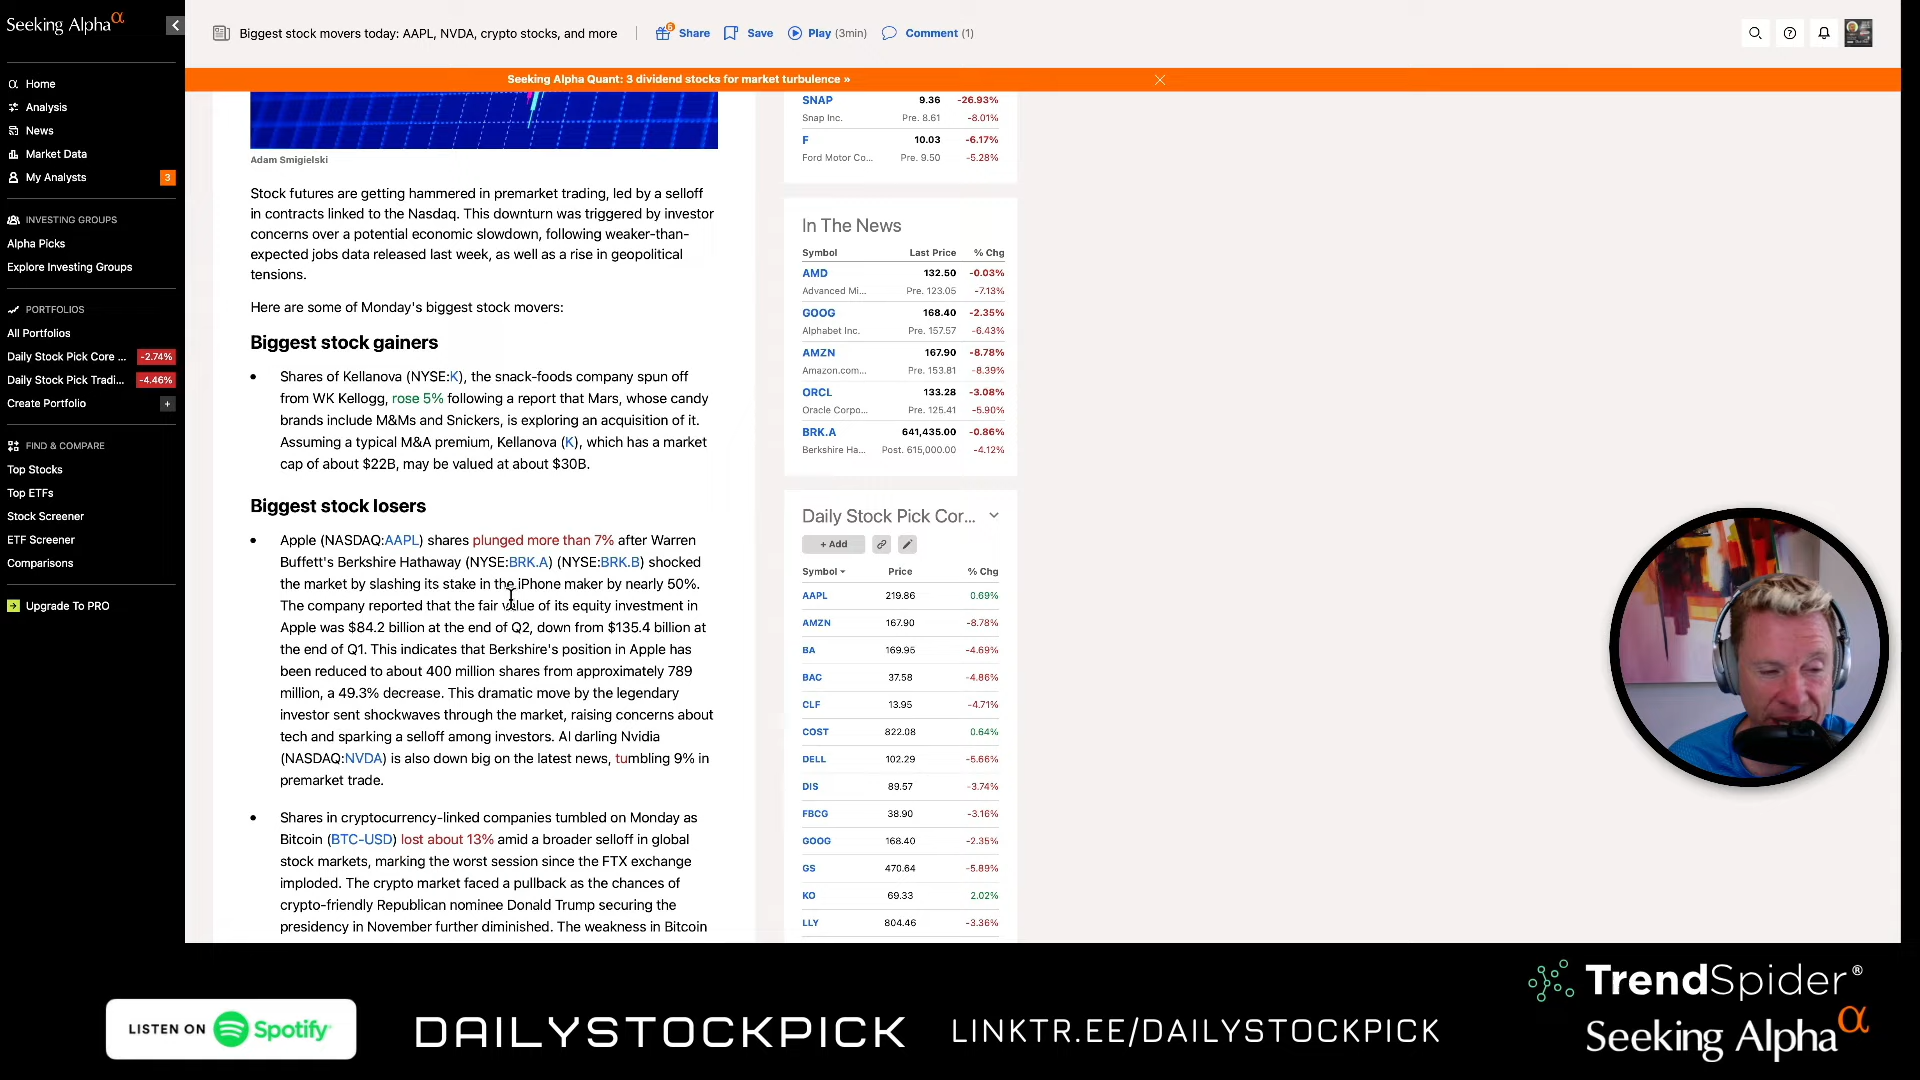 Seeking Alphaα
Biggest stock movers today: AAPL, NVDA, crypto stocks, and more
Share
Save
Play (3min)
Comment (1)
Seeking Alpha Quant: 3 dividend stocks for market turbulence »
Home
Analysis
News
Market Data
My Analysts 3
INVESTING GROUPS
Alpha Picks
Explore Investing Groups
PORTFOLIOS
All Portfolios
Daily Stock Pick Core ... -2.74%
Daily Stock Pick Tradi... -4.46%
Create Portfolio +
FIND & COMPARE
Top Stocks
Top ETFs
Stock Screener
ETF Screener
Comparisons
Upgrade To PRO
Adam Smigielski
Stock futures are getting hammered in premarket trading, led by a selloff
in contracts linked to the Nasdaq. This downturn was triggered by investor
concerns over a potential economic slowdown, following weaker-than-
expected jobs data released last week, as well as a rise in geopolitical
tensions.
Here are some of Monday's biggest stock movers:
Biggest stock gainers
• Shares of Kellanova (NYSE:K), the snack-foods company spun off
from WK Kellogg, rose 5% following a report that Mars, whose candy
brands include M&Ms and Snickers, is exploring an acquisition of it.
Assuming a typical M&A premium, Kellanova (K), which has a market
cap of about $22B, may be valued at about $30B.
Biggest stock losers
• Apple (NASDAQ:AAPL) shares plunged more than 7% after Warren
Buffett's Berkshire Hathaway (NYSE:BRK.A) (NYSE:BRK.B) shocked
the market by slashing its stake in the iPhone maker by nearly 50%.
The company reported that the fair value of its equity investment in
Apple was $84.2 billion at the end of Q2, down from $135.4 billion at
the end of Q1. This indicates that Berkshire's position in Apple has
been reduced to about 400 million shares from approximately 789
million, a 49.3% decrease. This dramatic move by the legendary
investor sent shockwaves through the market, raising concerns about
tech and sparking a selloff among investors. AI darling Nvidia
(NASDAQ:NVDA) is also down big on the latest news, tumbling 9% in
premarket trade.
• Shares in cryptocurrency-linked companies tumbled on Monday as
Bitcoin (BTC-USD) lost about 13% amid a broader selloff in global
stock markets, marking the worst session since the FTX exchange
imploded. The crypto market faced a pullback as the chances of
crypto-friendly Republican nominee Donald Trump securing the
presidency in November further diminished. The weakness in Bitcoin
SNAP 9.36 -26.93%
Snap Inc. Pre. 8.61 -8.01%
F 10.03 -6.17%
Ford Motor Co... Pre. 9.50 -5.28%
In The News
Symbol Last Price % Chg
AMD 132.50 -0.03%
Advanced Mi... Pre. 123.05 -7.13%
GOOG 168.40 -2.35%
Alphabet Inc. Pre. 157.57 -6.43%
AMZN 167.90 -8.78%
Amazon.com... Pre. 153.81 -8.39%
ORCL 133.28 -3.08%
Oracle Corpo... Pre. 125.41 -5.90%
BRK.A 641,435.00 -0.86%
Berkshire Ha... Post. 615,000.00 -4.12%
Daily Stock Pick Cor...
+ Add
Symbol Price % Chg
AAPL 219.86 0.69%
AMZN 167.90 -8.78%
BA 169.95 -4.69%
BAC 37.58 -4.86%
CLF 13.95 -4.71%
COST 822.08 0.64%
DELL 102.29 -5.66%
DIS 89.57 -3.74%
FBCG 38.90 -3.16%
GOOG 168.40 -2.35%
GS 470.64 -5.89%
KO 69.33 2.02%
LLY 804.46 -3.36%
LISTEN ON Spotify
DAILYSTOCKPICK
LINKTR.EE/DAILYSTOCKPICK
TrendSpider®
Seeking Alphaα